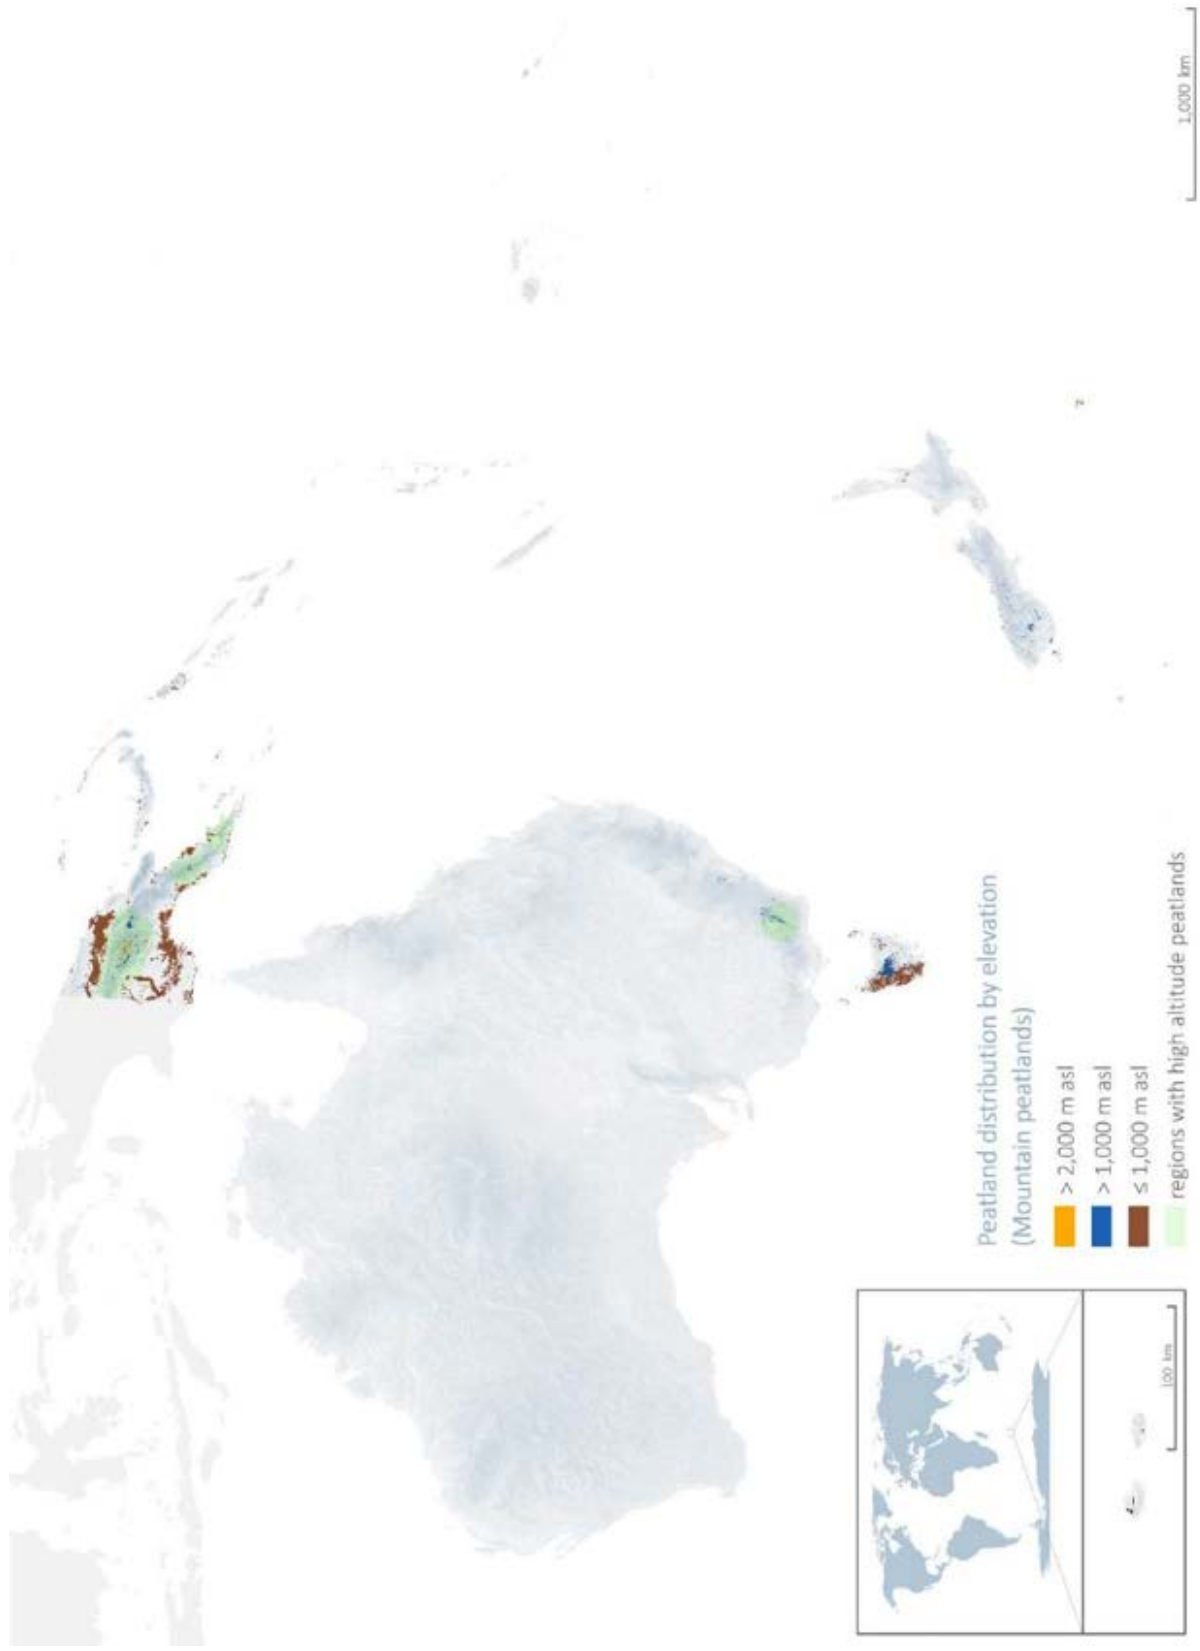 1,000 km
Peatland distribution by elevation
(Mountain peatlands)
> 2,000 m asl
> 1,000 m asl
≤ 1,000 m asl
regions with high altitude peatlands
100 km